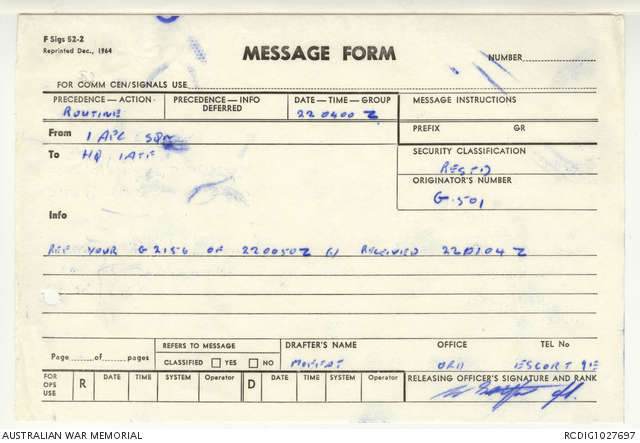 F Sigs 52-2
Reprinted Dec., 1964
MESSAGE FORM
NUMBER
FOR COMM CEN/SIGNALS USE
PRECEDENCE — ACTION
ROUTINE
PRECEDENCE — INFO
DEFERRED
DATE — TIME — GROUP
220400 Z
MESSAGE INSTRUCTIONS
PREFIX GR
From 1 APC SQN
To HQ 1ATF
SECURITY CLASSIFICATION
RESTD
ORIGINATOR'S NUMBER
G.501
Info
REF YOUR G2156 OF 220050Z RECEIVED 220104Z
Page of pages
REFERS TO MESSAGE
CLASSIFIED YES NO
DRAFTER'S NAME
MOFFAT
OFFICE
TEL No
ESCORT
FOR OPS USE
R DATE TIME SYSTEM Operator D DATE TIME SYSTEM Operator
RELEASING OFFICER'S SIGNATURE AND RANK
AUSTRALIAN WAR MEMORIAL
RCDIG1027697